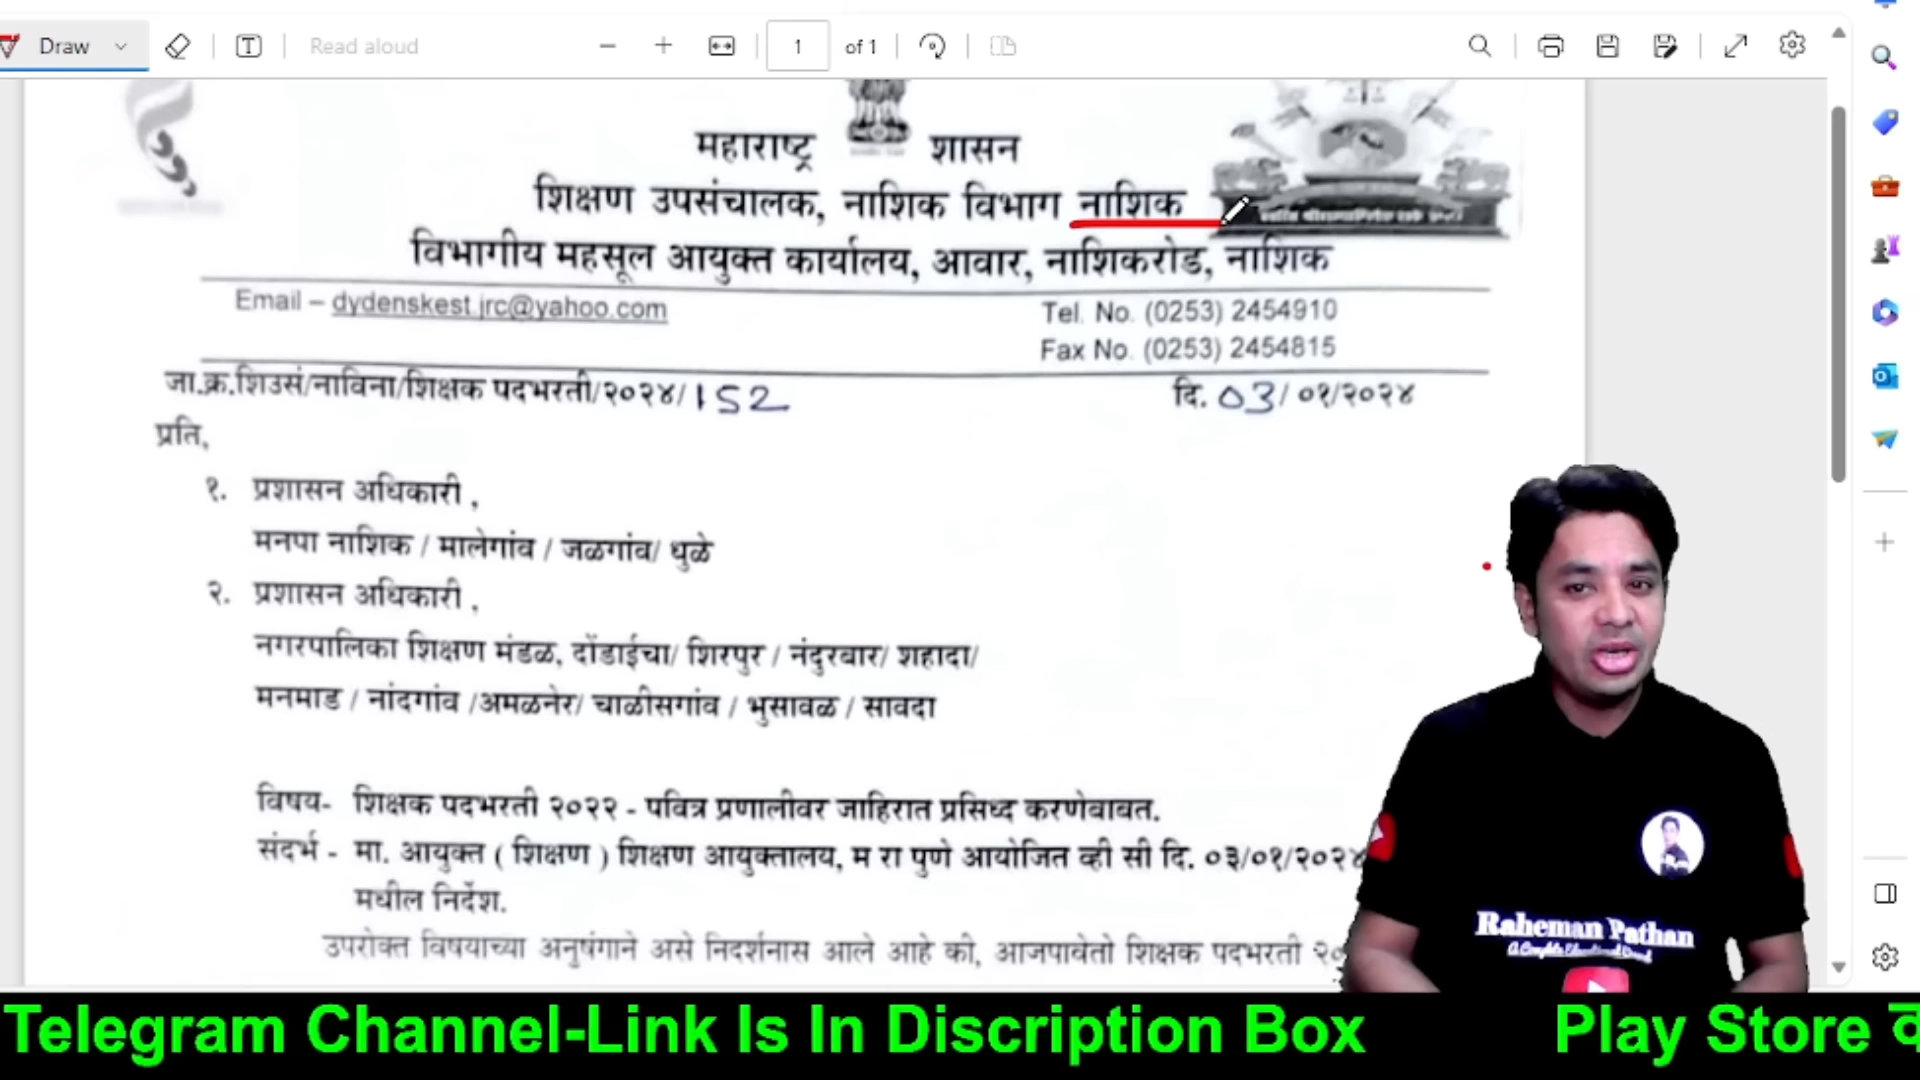 Draw
Read aloud
1 of 1
महाराष्ट्र शासन
शिक्षण उपसंचालक, नाशिक विभाग नाशिक
विभागीय महसूल आयुक्त कार्यालय, आवार, नाशिकरोड, नाशिक
Email – dydenskest.jrc@yahoo.com
Tel. No. (0253) 2454910
Fax No. (0253) 2454815
जा.क्र.शिउसं/नाविना/शिक्षक पदभरती/२०२४/152
दि. 03/ ०१/२०२४
प्रति,
१. प्रशासन अधिकारी ,
मनपा नाशिक / मालेगांव / जळगांव/ धुळे
२. प्रशासन अधिकारी ,
नगरपालिका शिक्षण मंडळ, दोंडाईचा/ शिरपुर / नंदुरबार/ शहादा/
मनमाड / नांदगांव /अमळनेर/ चाळीसगांव / भुसावळ / सावदा
विषय- शिक्षक पदभरती २०२२ - पवित्र प्रणालीवर जाहिरात प्रसिध्द करणेबाबत.
संदर्भ - मा. आयुक्त ( शिक्षण ) शिक्षण आयुक्तालय, म रा पुणे आयोजित व्ही सी दि. ०३/०१/२०२४
मधील निर्देश.
उपरोक्त विषयाच्या अनुषंगाने असे निदर्शनास आले आहे की, आजपावेतो शिक्षक पदभरती २०
Raheman Pathan
Telegram Channel-Link Is In Discription Box Play Store